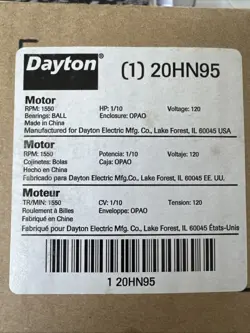 Dayton® (1) 20HN95
Motor
RPM: 1550 HP: 1/10 Voltage: 120
Bearings: BALL Enclosure: OPAO
Made in China
Manufactured for Dayton Electric Mfg.Co., Lake Forest, IL 60045 USA
Motor
RPM: 1550 Potencia: 1/10 Voltaje: 120
Cojinetes: Bolas Caja: OPAO
Hecho en China
Fabricado para Dayton Electric Mfg.Co., Lake Forest, IL 60045 EE. UU.
Moteur
TR/MIN: 1550 CV: 1/10 Tension: 120
Roulement à Billes Enveloppe: OPAO
Fabriqué en Chine
Fabriqué pour Dayton Electric Mfg.Co., Lake Forest, IL 60045 États-Unis
1 20HN95